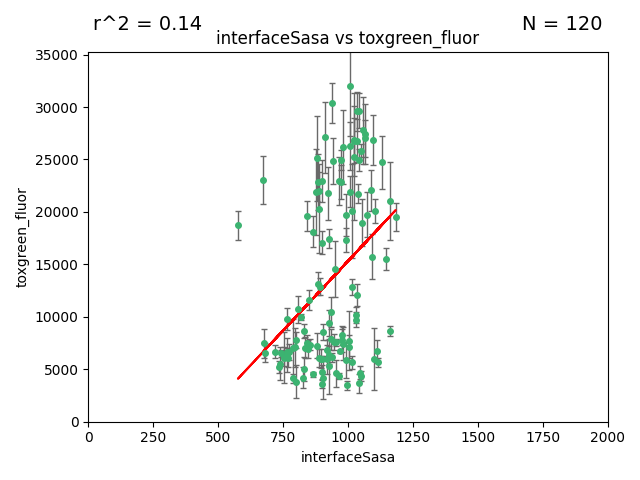 r^2 = 0.14
N = 120
interfaceSasa vs toxgreen_fluor
35000
30000
25000
20000
15000
10000
5000
0
toxgreen_fluor
0 250 500 750 1000 1250 1500 1750 2000
interfaceSasa